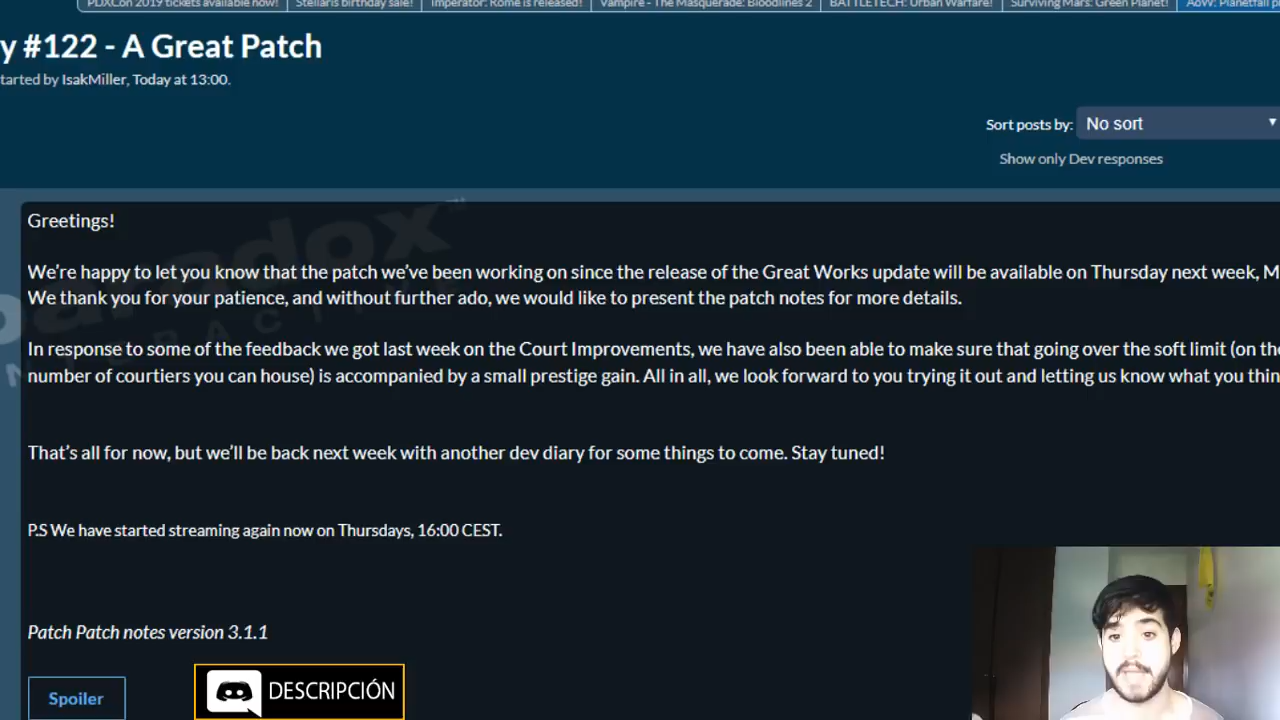 PDXCon 2019 tickets available now! Stellaris birthday sale! Imperator: Rome is released! Vampire - The Masquerade: Bloodlines 2 BATTLETECH: Urban Warfare! Surviving Mars: Green Planet! AoW: Planetfall
y #122 - A Great Patch
tarted by IsakMiller, Today at 13:00.
Sort posts by: No sort
Show only Dev responses
paradox
INTERACTIVE
Greetings!
We're happy to let you know that the patch we've been working on since the release of the Great Works update will be available on Thursday next week, M
We thank you for your patience, and without further ado, we would like to present the patch notes for more details.
In response to some of the feedback we got last week on the Court Improvements, we have also been able to make sure that going over the soft limit (on the
number of courtiers you can house) is accompanied by a small prestige gain. All in all, we look forward to you trying it out and letting us know what you thin
That's all for now, but we'll be back next week with another dev diary for some things to come. Stay tuned!
P.S We have started streaming again now on Thursdays, 16:00 CEST.
Patch Patch notes version 3.1.1
Spoiler
DESCRIPCIÓN